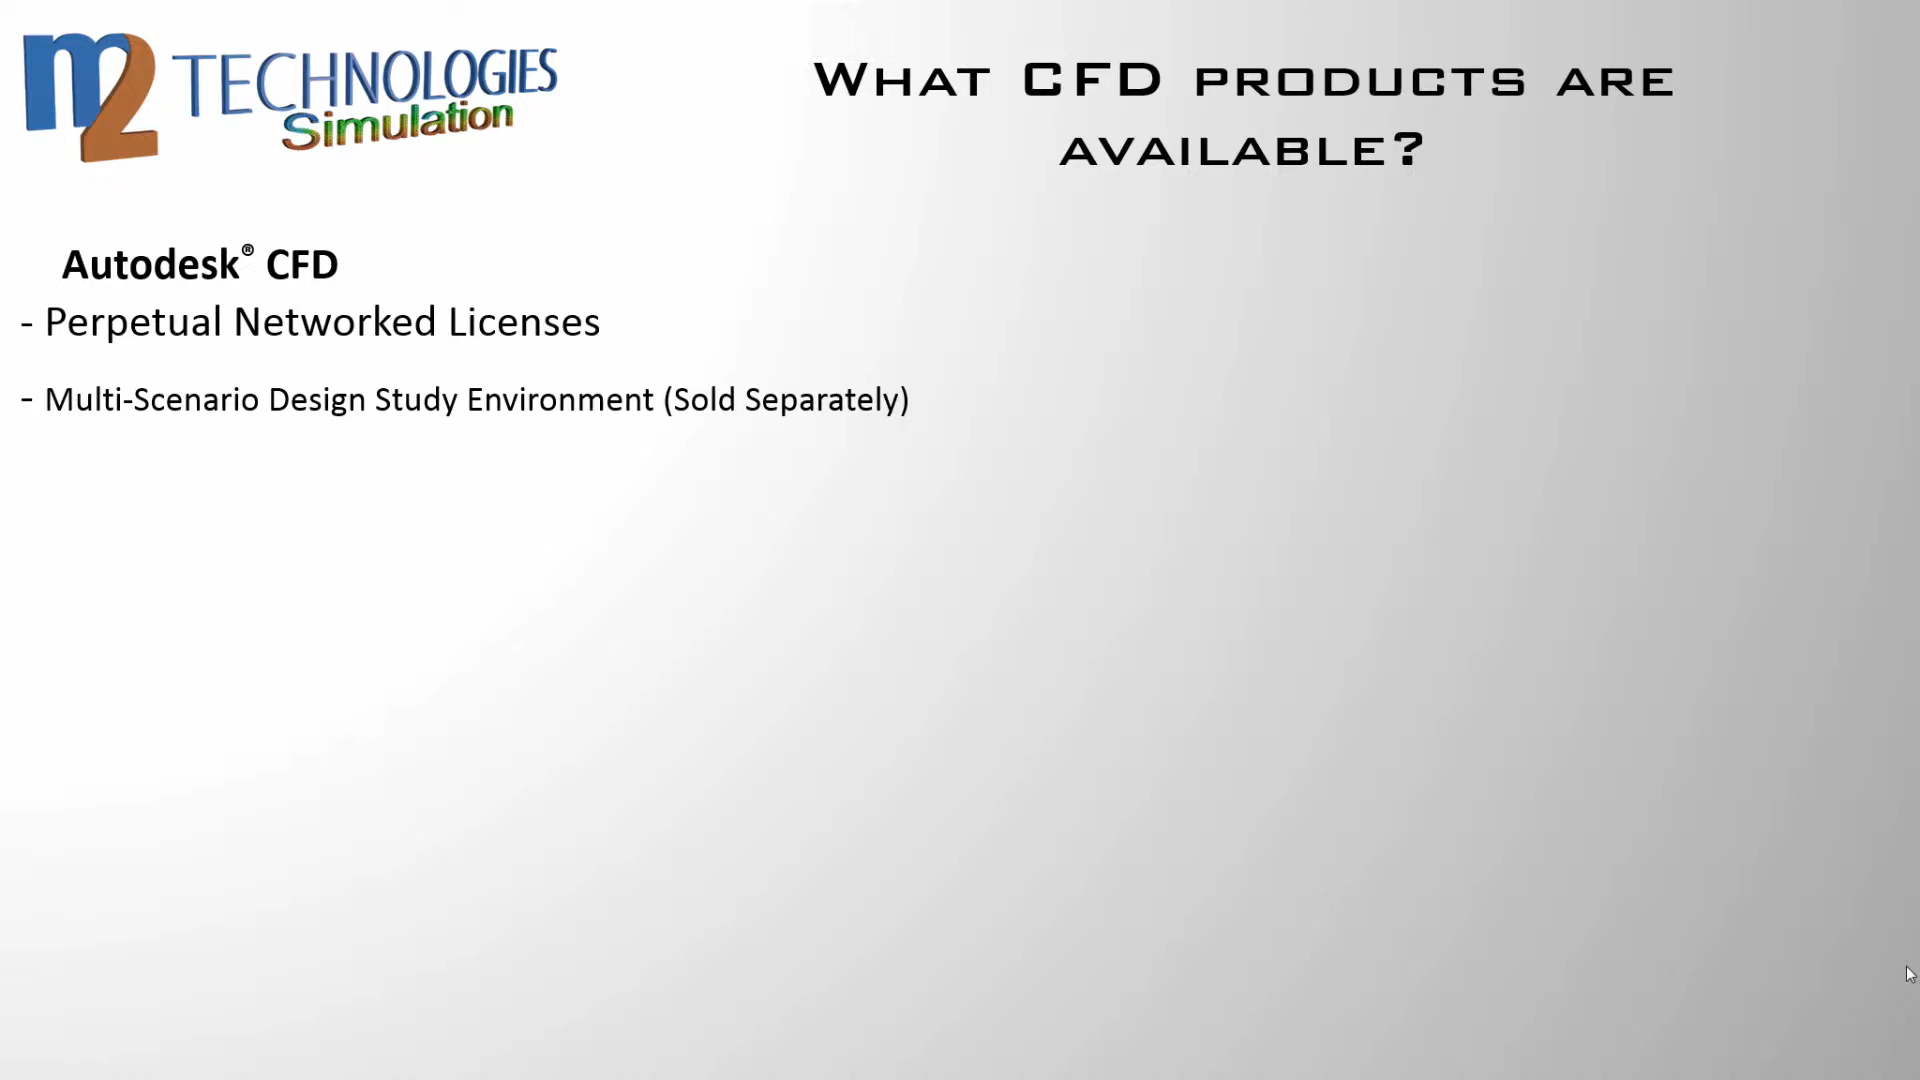 m2 TECHNOLOGIES
Simulation
What CFD products are
available?
Autodesk® CFD
- Perpetual Networked Licenses
- Multi-Scenario Design Study Environment (Sold Separately)